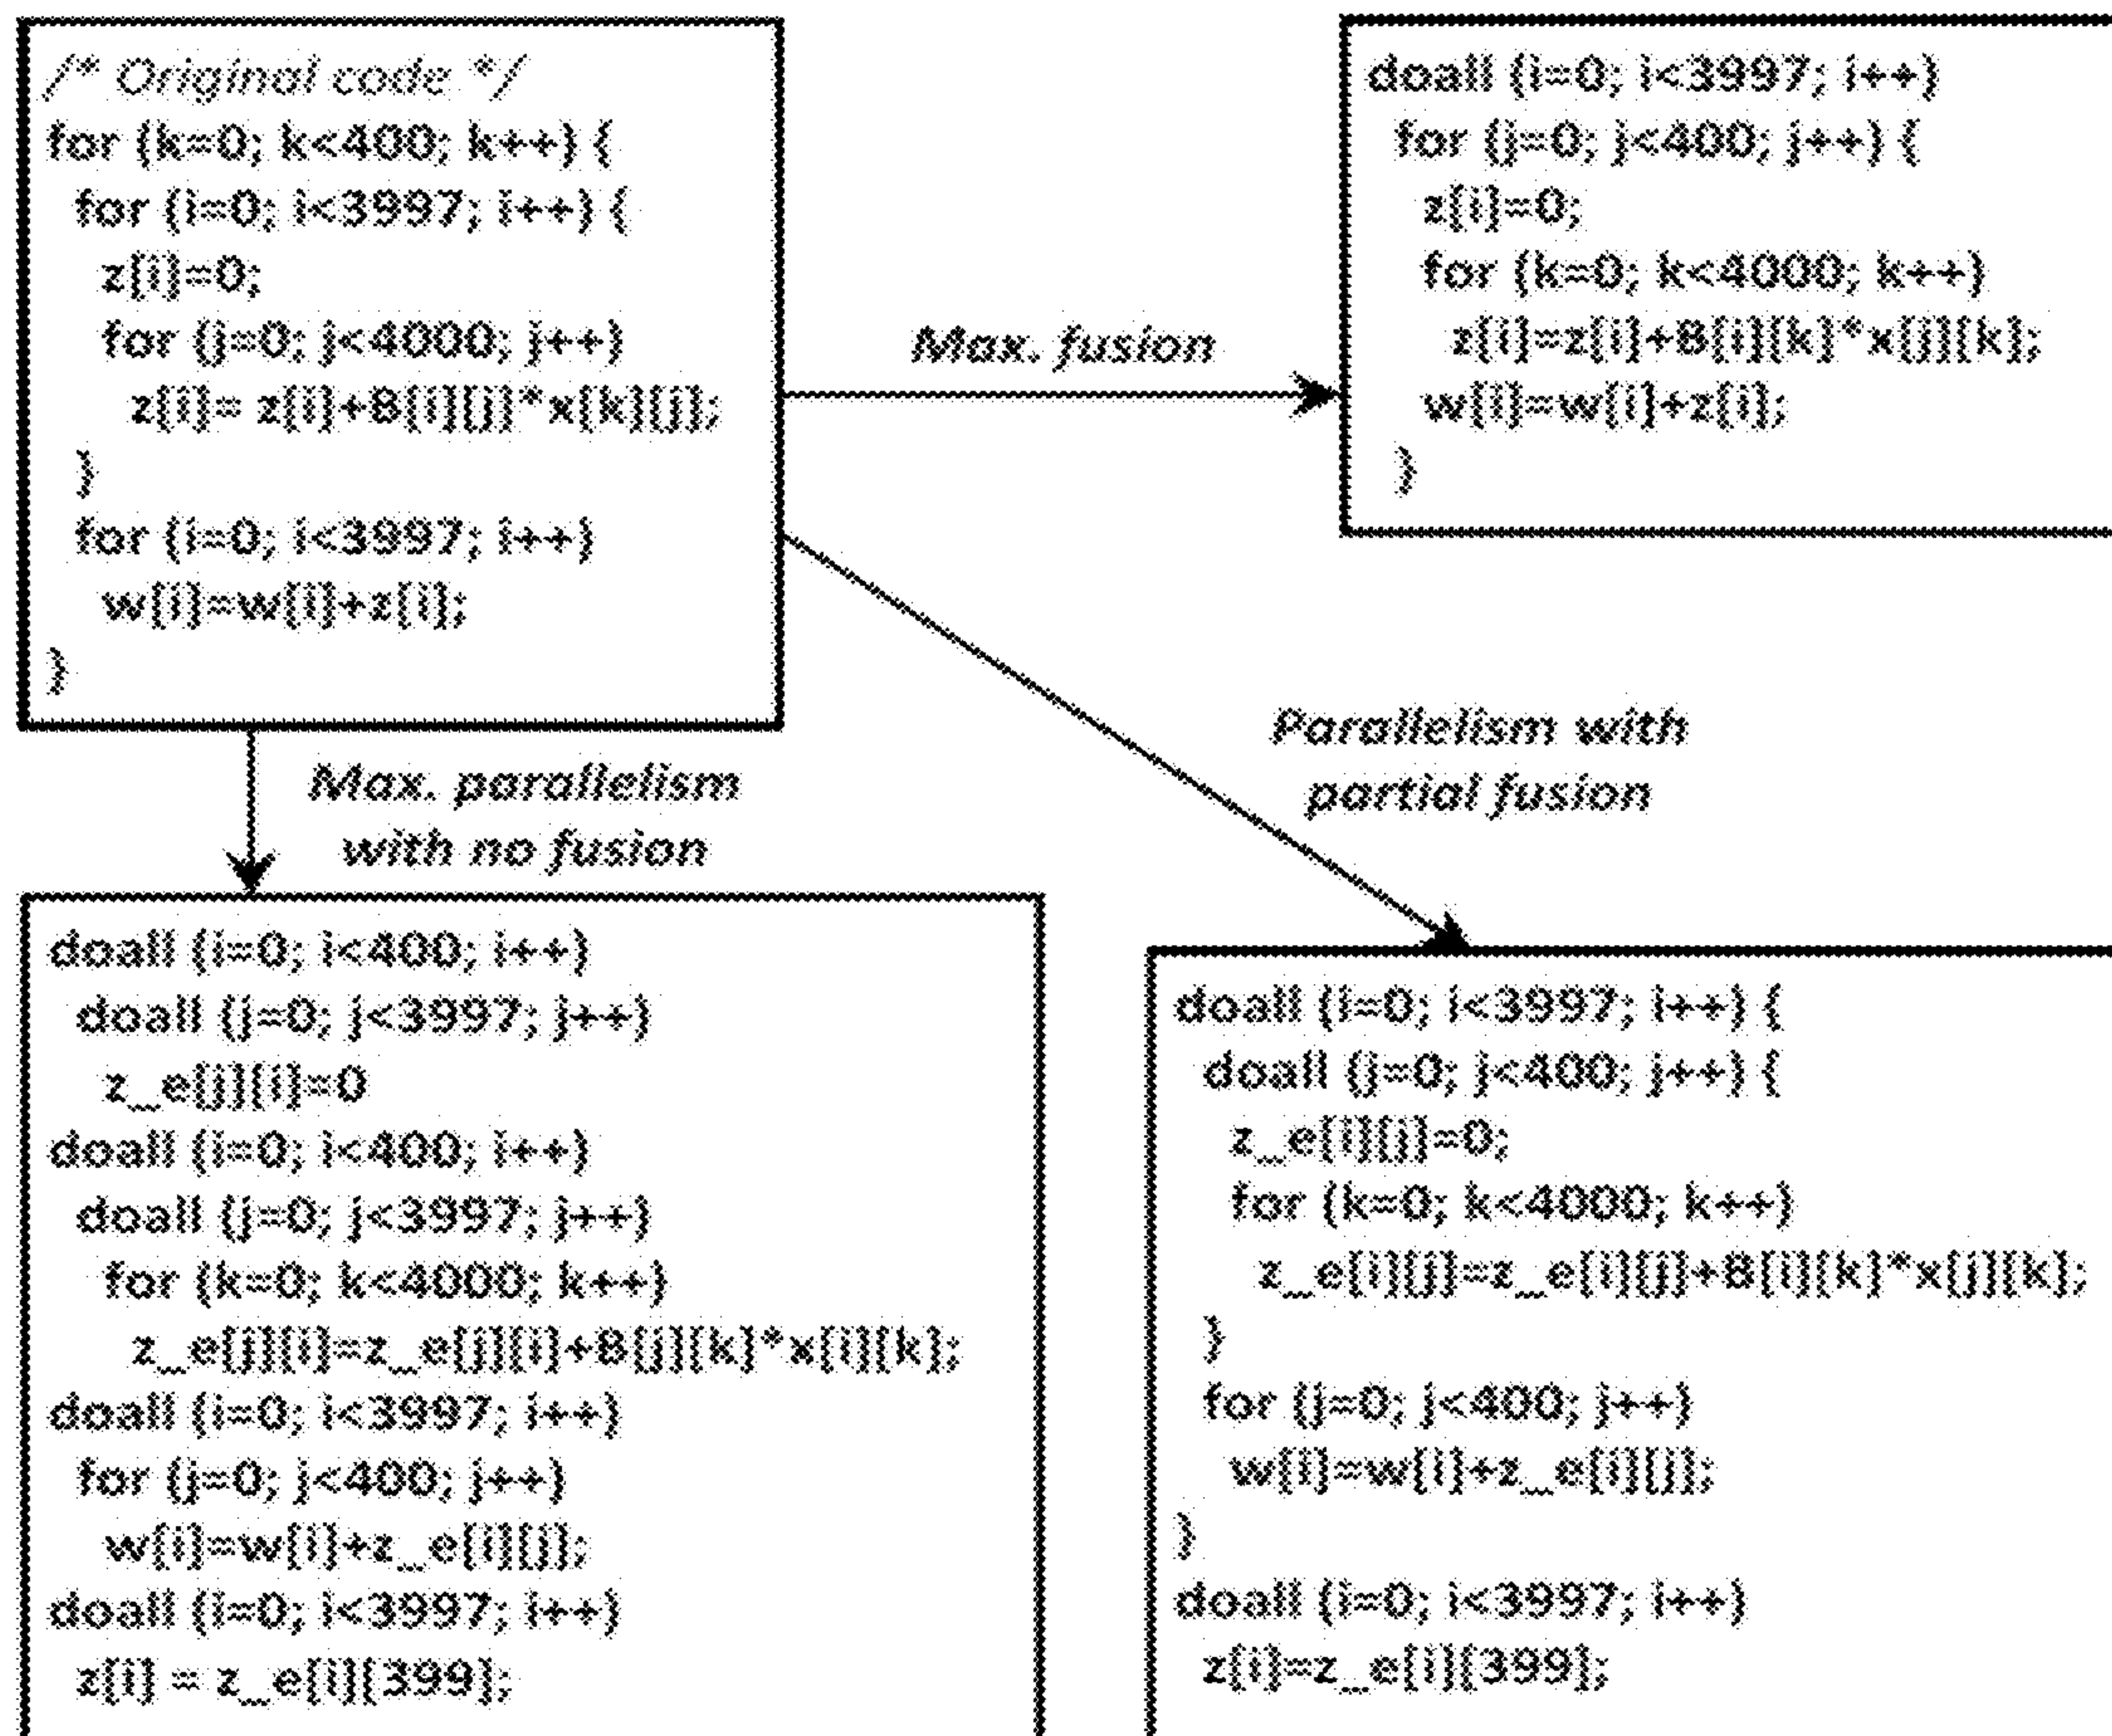 /* Original code */
for (k=0; k<400; k++) {
for (i=0; i<3997; i++) {
z[i]=0;
for (j=0; j<4000; j++)
z[i]= z[i]+B[i][j]*x[k][j];
}
for (i=0; i<3997; i++)
w[i]=w[i]+z[i];
}
Max. fusion
doall (i=0; i<3997; i++)
for (j=0; j<400; j++) {
z[i]=0;
for (k=0; k<4000; k++)
z[i]=z[i]+B[i][k]*x[j][k];
w[i]=w[i]+z[i];
}
Max. parallelism
with no fusion
Parallelism with
partial fusion
doall (i=0; i<400; i++)
doall (j=0; j<3997; j++)
z_e[j][i]=0
doall (i=0; i<400; i++)
doall (j=0; j<3997; j++)
for (k=0; k<4000; k++)
z_e[j][i]=z_e[j][i]+B[j][k]*x[i][k];
doall (i=0; i<3997; i++)
for (j=0; j<400; j++)
w[i]=w[i]+z_e[i][j];
doall (i=0; i<3997; i++)
z[i] = z_e[i][399];
doall (i=0; i<3997; i++) {
doall (j=0; j<400; j++) {
z_e[i][j]=0;
for (k=0; k<4000; k++)
z_e[i][j]=z_e[i][j]+B[i][k]*x[j][k];
}
for (j=0; j<400; j++)
w[i]=w[i]+z_e[i][j];
}
doall (i=0; i<3997; i++)
z[i]=z_e[i][399];